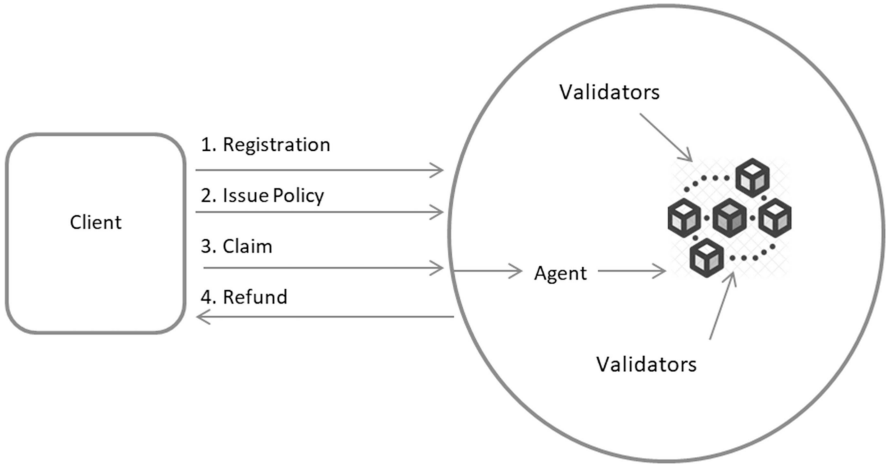 Validators
1. Registration
2. Issue Policy
Client
3. Claim
Agent
4. Refund
Validators